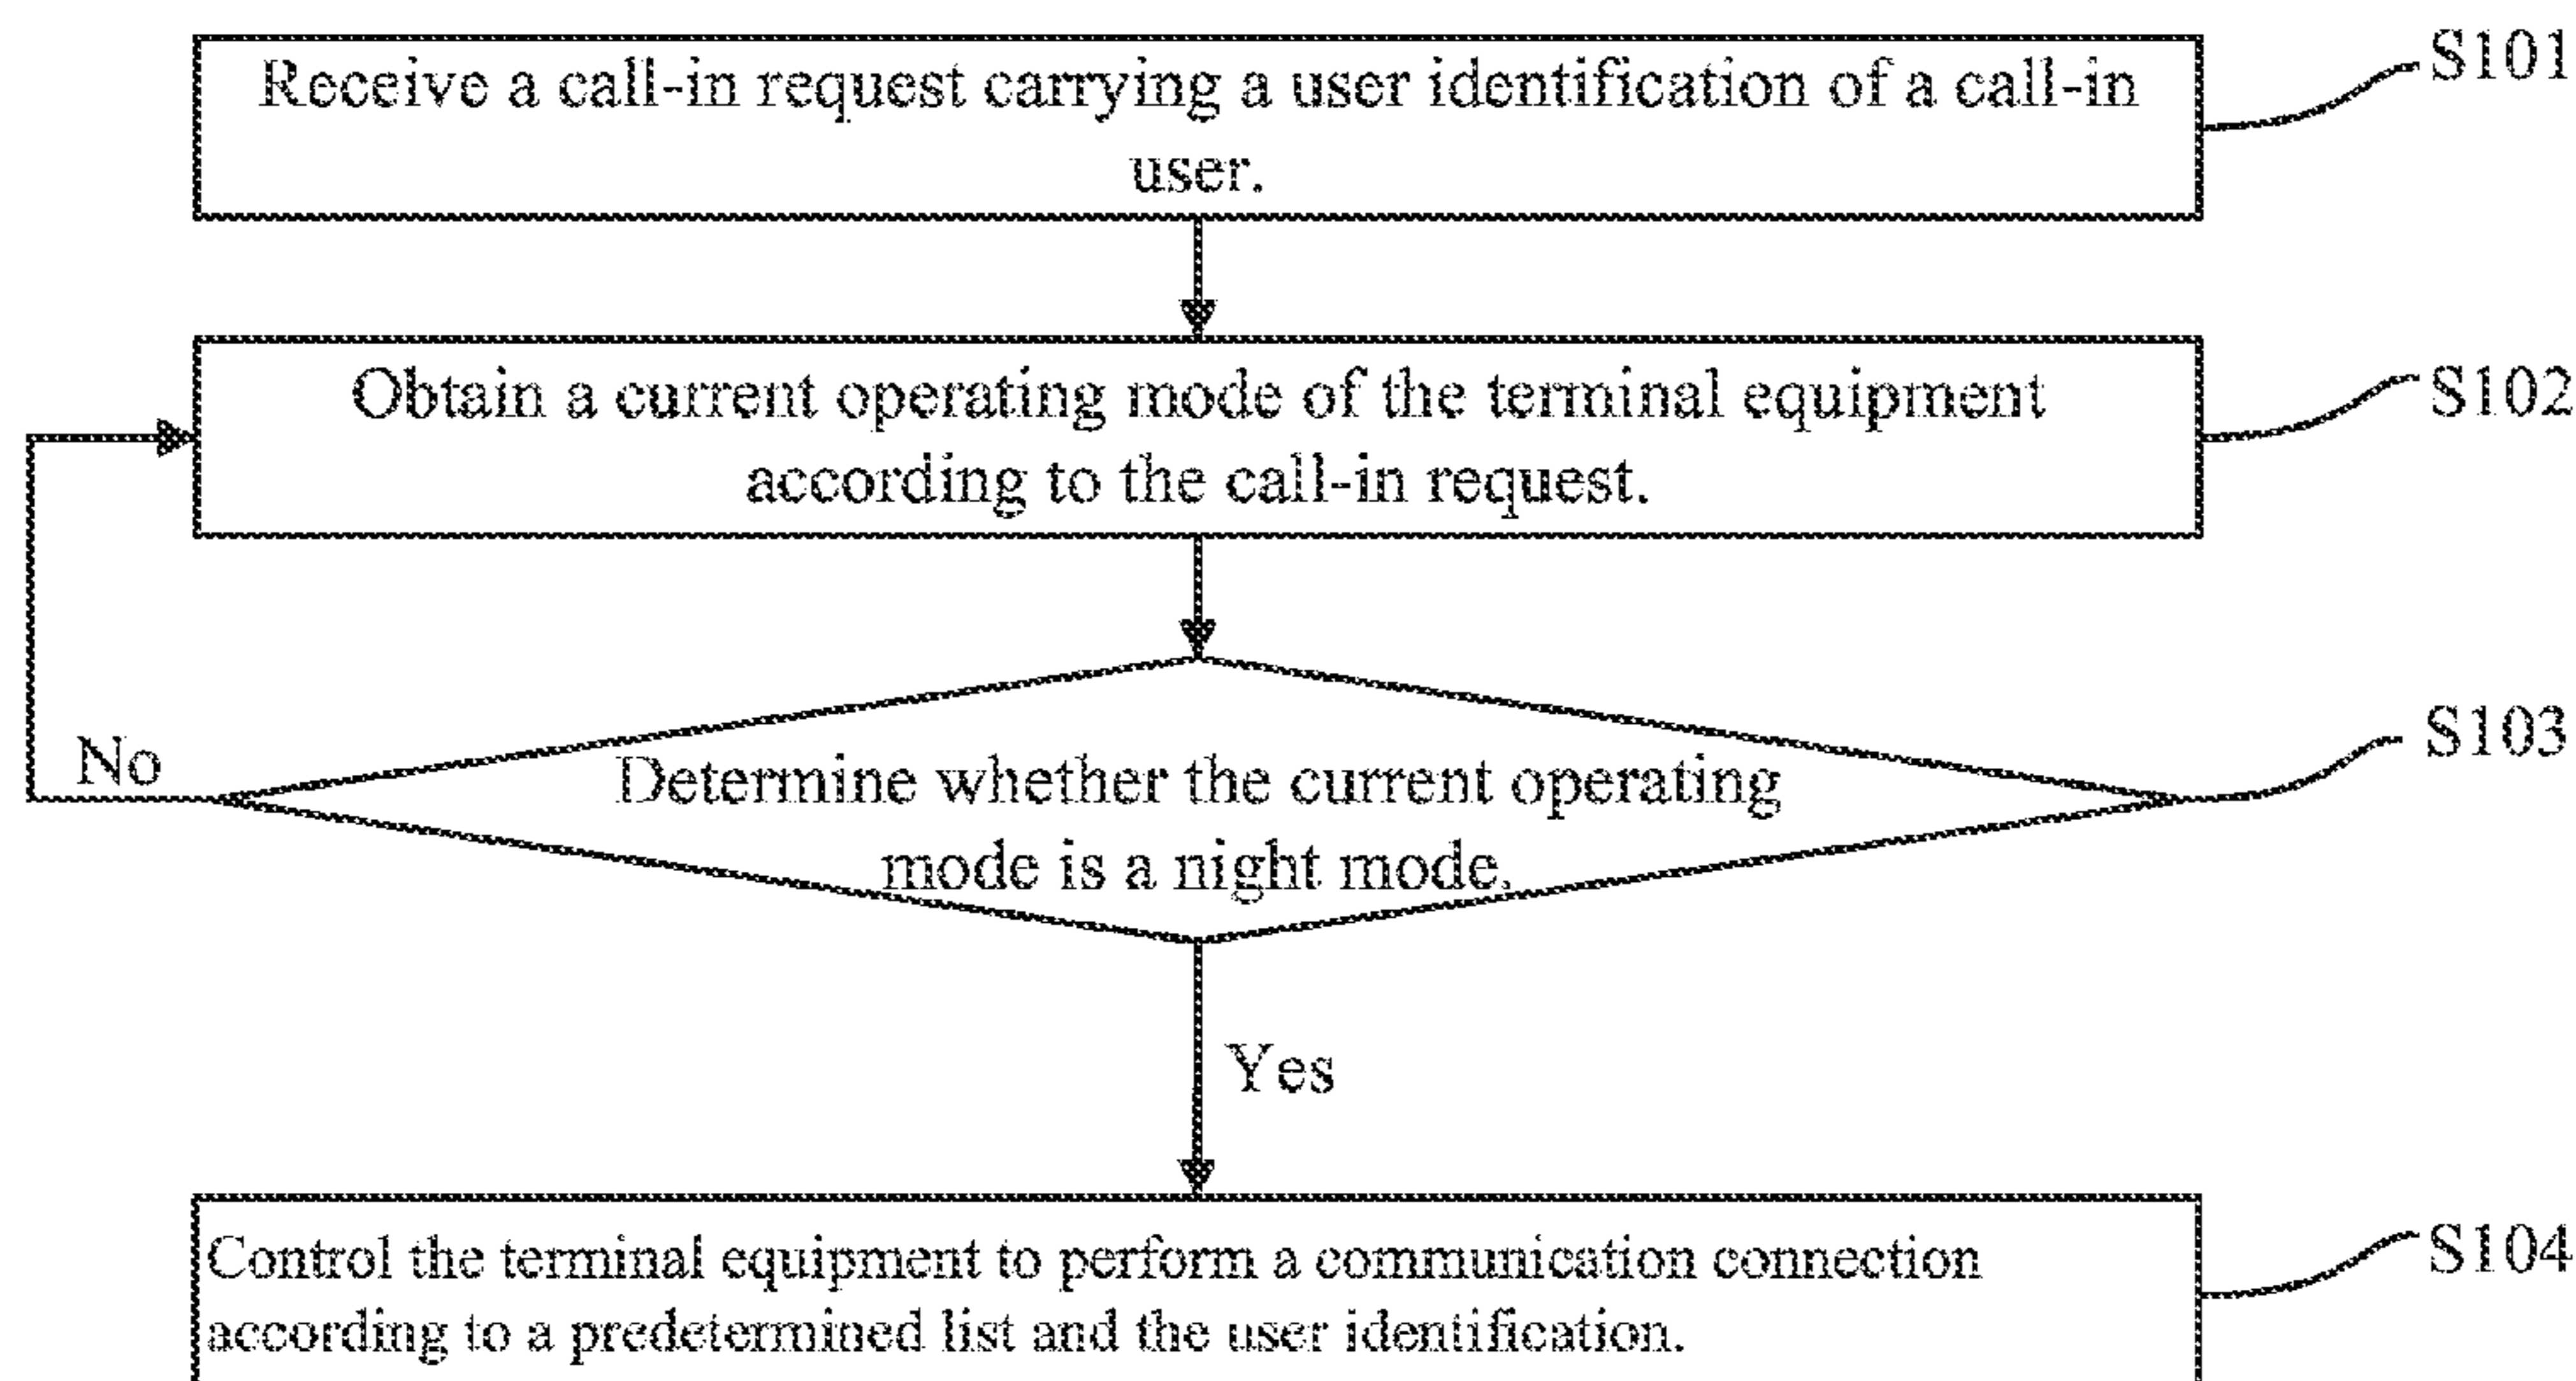 Receive a call-in request carrying a user identification of a call-in
user.
S101
Obtain a current operating mode of the terminal equipment
according to the call-in request.
S102
No
Determine whether the current operating
mode is a night mode.
S103
Yes
Control the terminal equipment to perform a communication connection
according to a predetermined list and the user identification.
S104